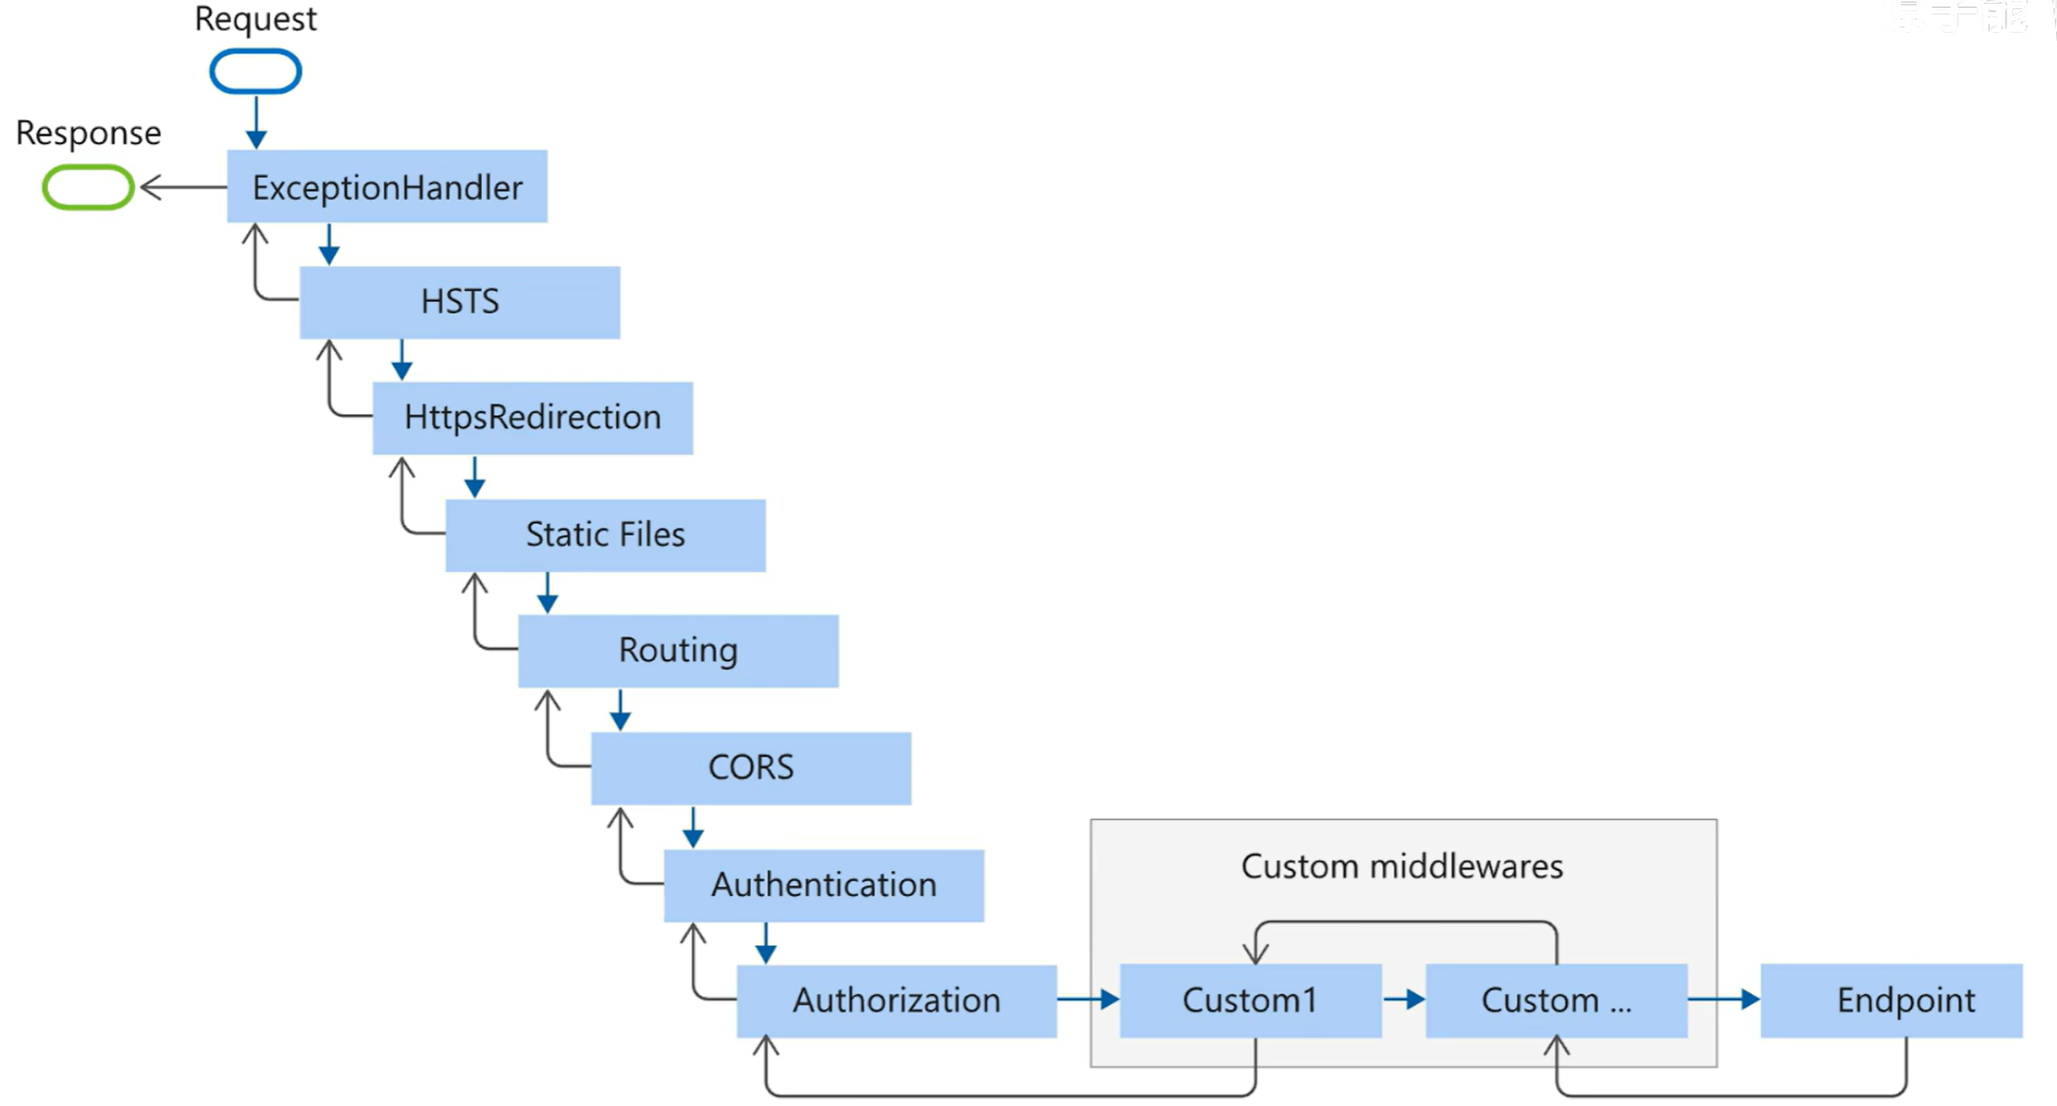 Request
Response
ExceptionHandler
HSTS
HttpsRedirection
Static Files
Routing
CORS
Authentication
Custom middlewares
Authorization
Custom1
Custom ...
Endpoint